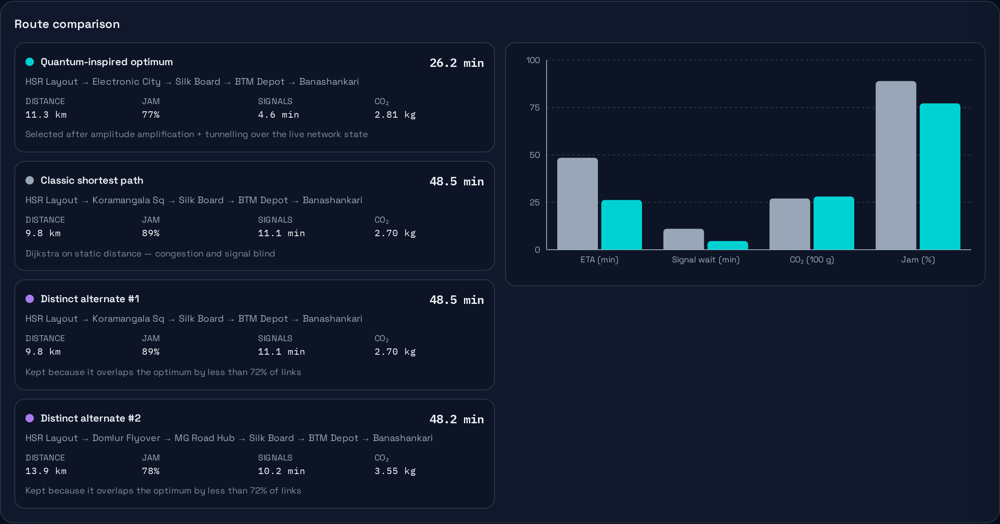 Route comparison
Quantum-inspired optimum
26.2 min
HSR Layout → Electronic City → Silk Board → BTM Depot → Banashankari
DISTANCE JAM SIGNALS CO₂
11.3 km 77% 4.6 min 2.81 kg
Selected after amplitude amplification + tunnelling over the live network state
Classic shortest path
48.5 min
HSR Layout → Koramangala Sq → Silk Board → BTM Depot → Banashankari
DISTANCE JAM SIGNALS CO₂
9.8 km 89% 11.1 min 2.70 kg
Dijkstra on static distance — congestion and signal blind
Distinct alternate #1
48.5 min
HSR Layout → Koramangala Sq → Silk Board → BTM Depot → Banashankari
DISTANCE JAM SIGNALS CO₂
9.8 km 89% 11.1 min 2.70 kg
Kept because it overlaps the optimum by less than 72% of links
Distinct alternate #2
48.2 min
HSR Layout → Domlur Flyover → MG Road Hub → Silk Board → BTM Depot → Banashankari
DISTANCE JAM SIGNALS CO₂
13.9 km 78% 10.2 min 3.55 kg
Kept because it overlaps the optimum by less than 72% of links
100
75
50
25
0
ETA (min) Signal wait (min) CO₂ (100 g) Jam (%)